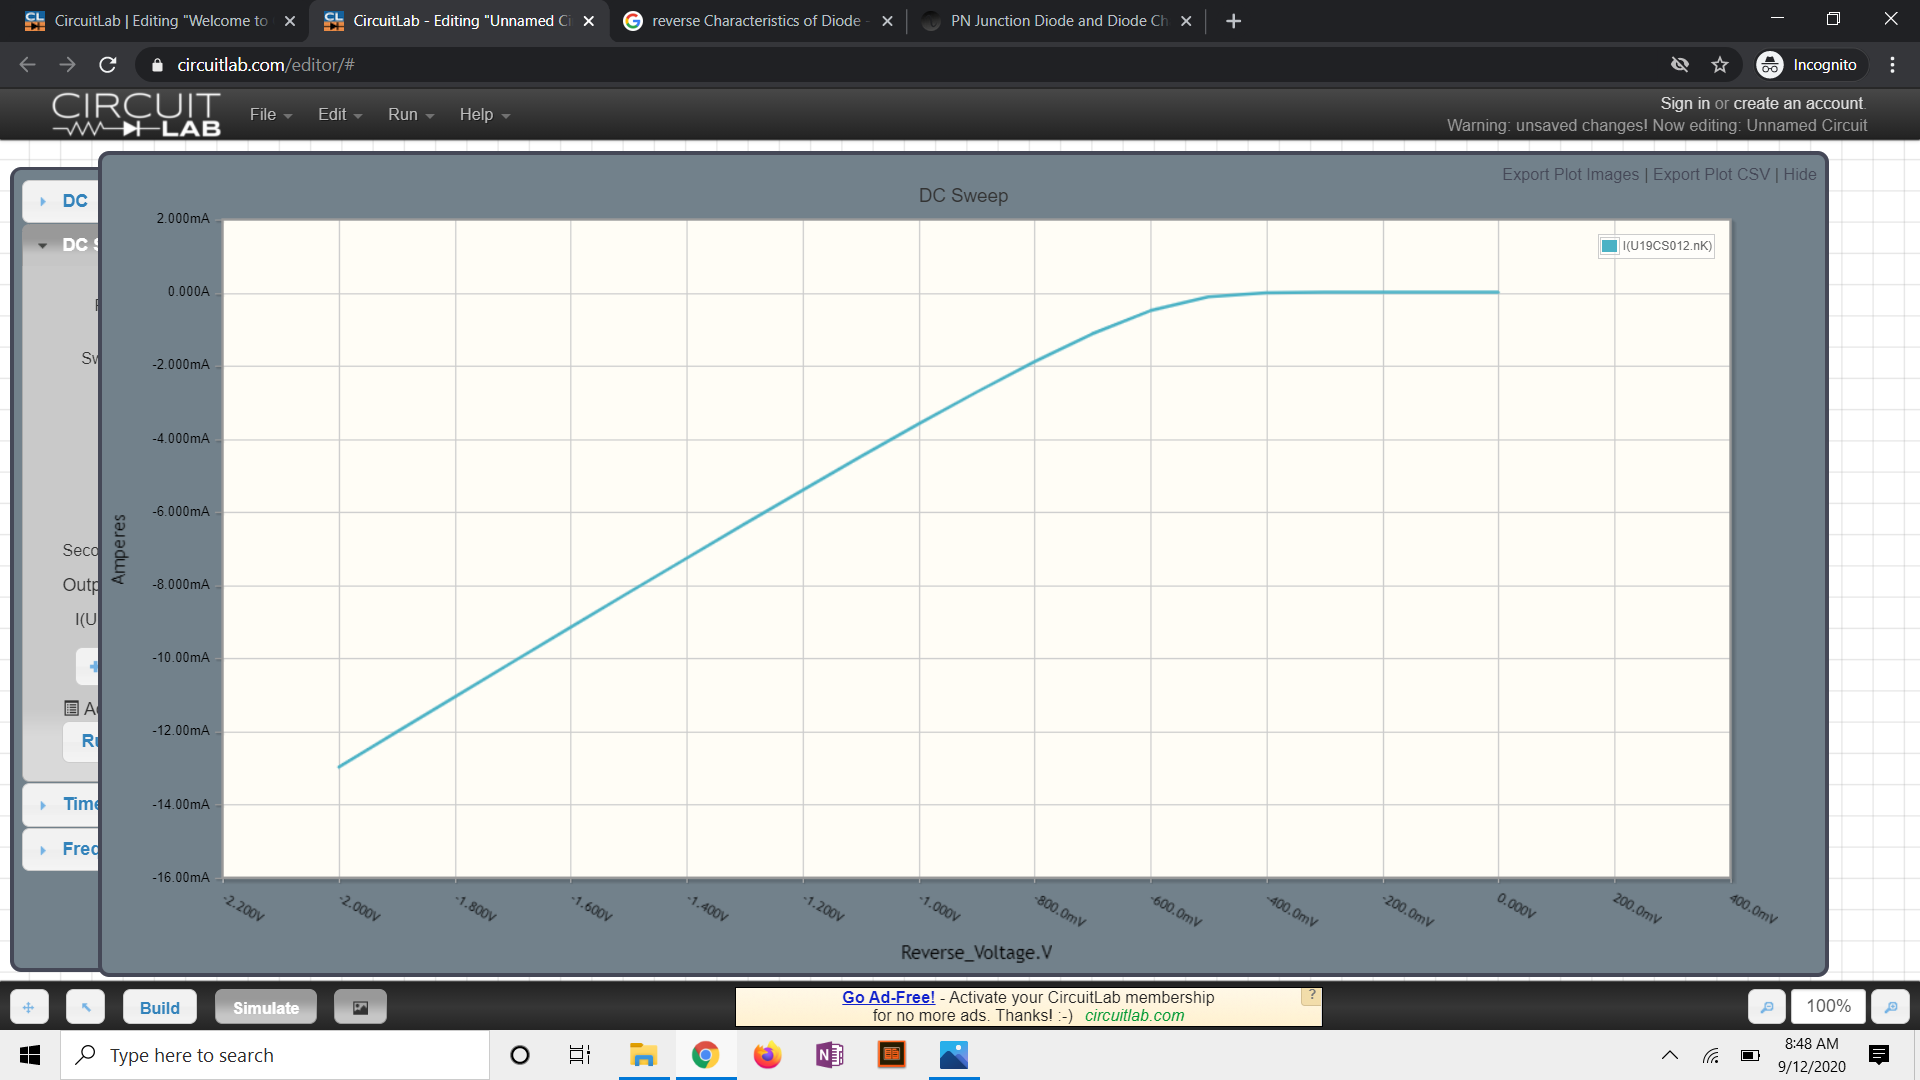 CircuitLab | Editing "Welcome to
CircuitLab - Editing "Unnamed Ci
reverse Characteristics of Diode -
PN Junction Diode and Diode Ch
circuitlab.com/editor/#
Incognito
CIRCUIT
LAB
File
Edit
Run
Help
Sign in or create an account.
Warning: unsaved changes! Now editing: Unnamed Circuit
Export Plot Images | Export Plot CSV | Hide
DC
DC S
Sw
Seco
Outp
I(U
Ru
Time
Freq
DC Sweep
I(U19CS012.nK)
2.000mA
0.000A
-2.000mA
-4.000mA
-6.000mA
-8.000mA
-10.00mA
-12.00mA
-14.00mA
-16.00mA
Amperes
-2.200V
-2.000V
-1.800V
-1.600V
-1.400V
-1.200V
-1.000V
-800.0mV
-600.0mV
-400.0mV
-200.0mV
0.000V
200.0mV
400.0mV
Reverse_Voltage.V
Build
Simulate
Go Ad-Free! - Activate your CircuitLab membership
for no more ads. Thanks! :-) circuitlab.com
?
100%
Type here to search
8:48 AM
9/12/2020